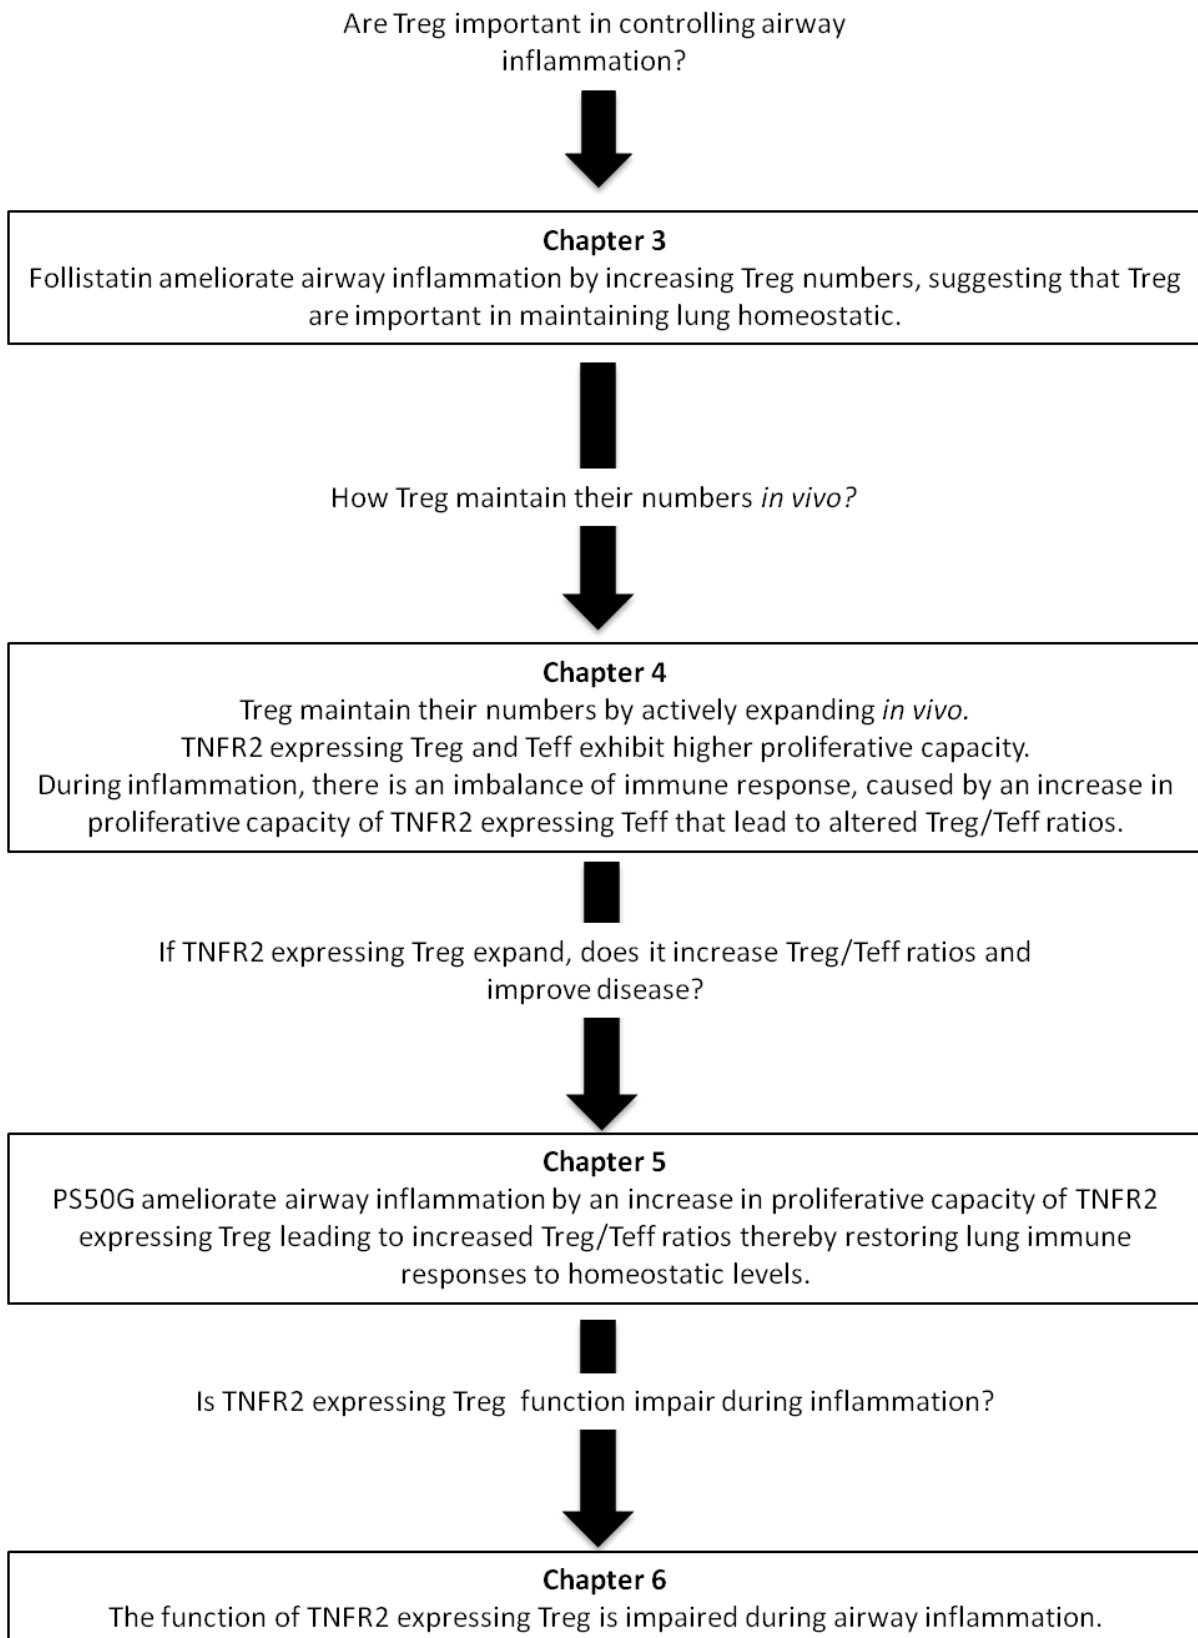 Are Treg important in controlling airway
inflammation?
Chapter 3
Follistatin ameliorate airway inflammation by increasing Treg numbers, suggesting that Treg
are important in maintaining lung homeostatic.
How Treg maintain their numbers in vivo?
Chapter 4
Treg maintain their numbers by actively expanding in vivo.
TNFR2 expressing Treg and Teff exhibit higher proliferative capacity.
During inflammation, there is an imbalance of immune response, caused by an increase in
proliferative capacity of TNFR2 expressing Teff that lead to altered Treg/Teff ratios.
If TNFR2 expressing Treg expand, does it increase Treg/Teff ratios and
improve disease?
Chapter 5
PS50G ameliorate airway inflammation by an increase in proliferative capacity of TNFR2
expressing Treg leading to increased Treg/Teff ratios thereby restoring lung immune
responses to homeostatic levels.
Is TNFR2 expressing Treg  function impair during inflammation?
Chapter 6
The function of TNFR2 expressing Treg is impaired during airway inflammation.